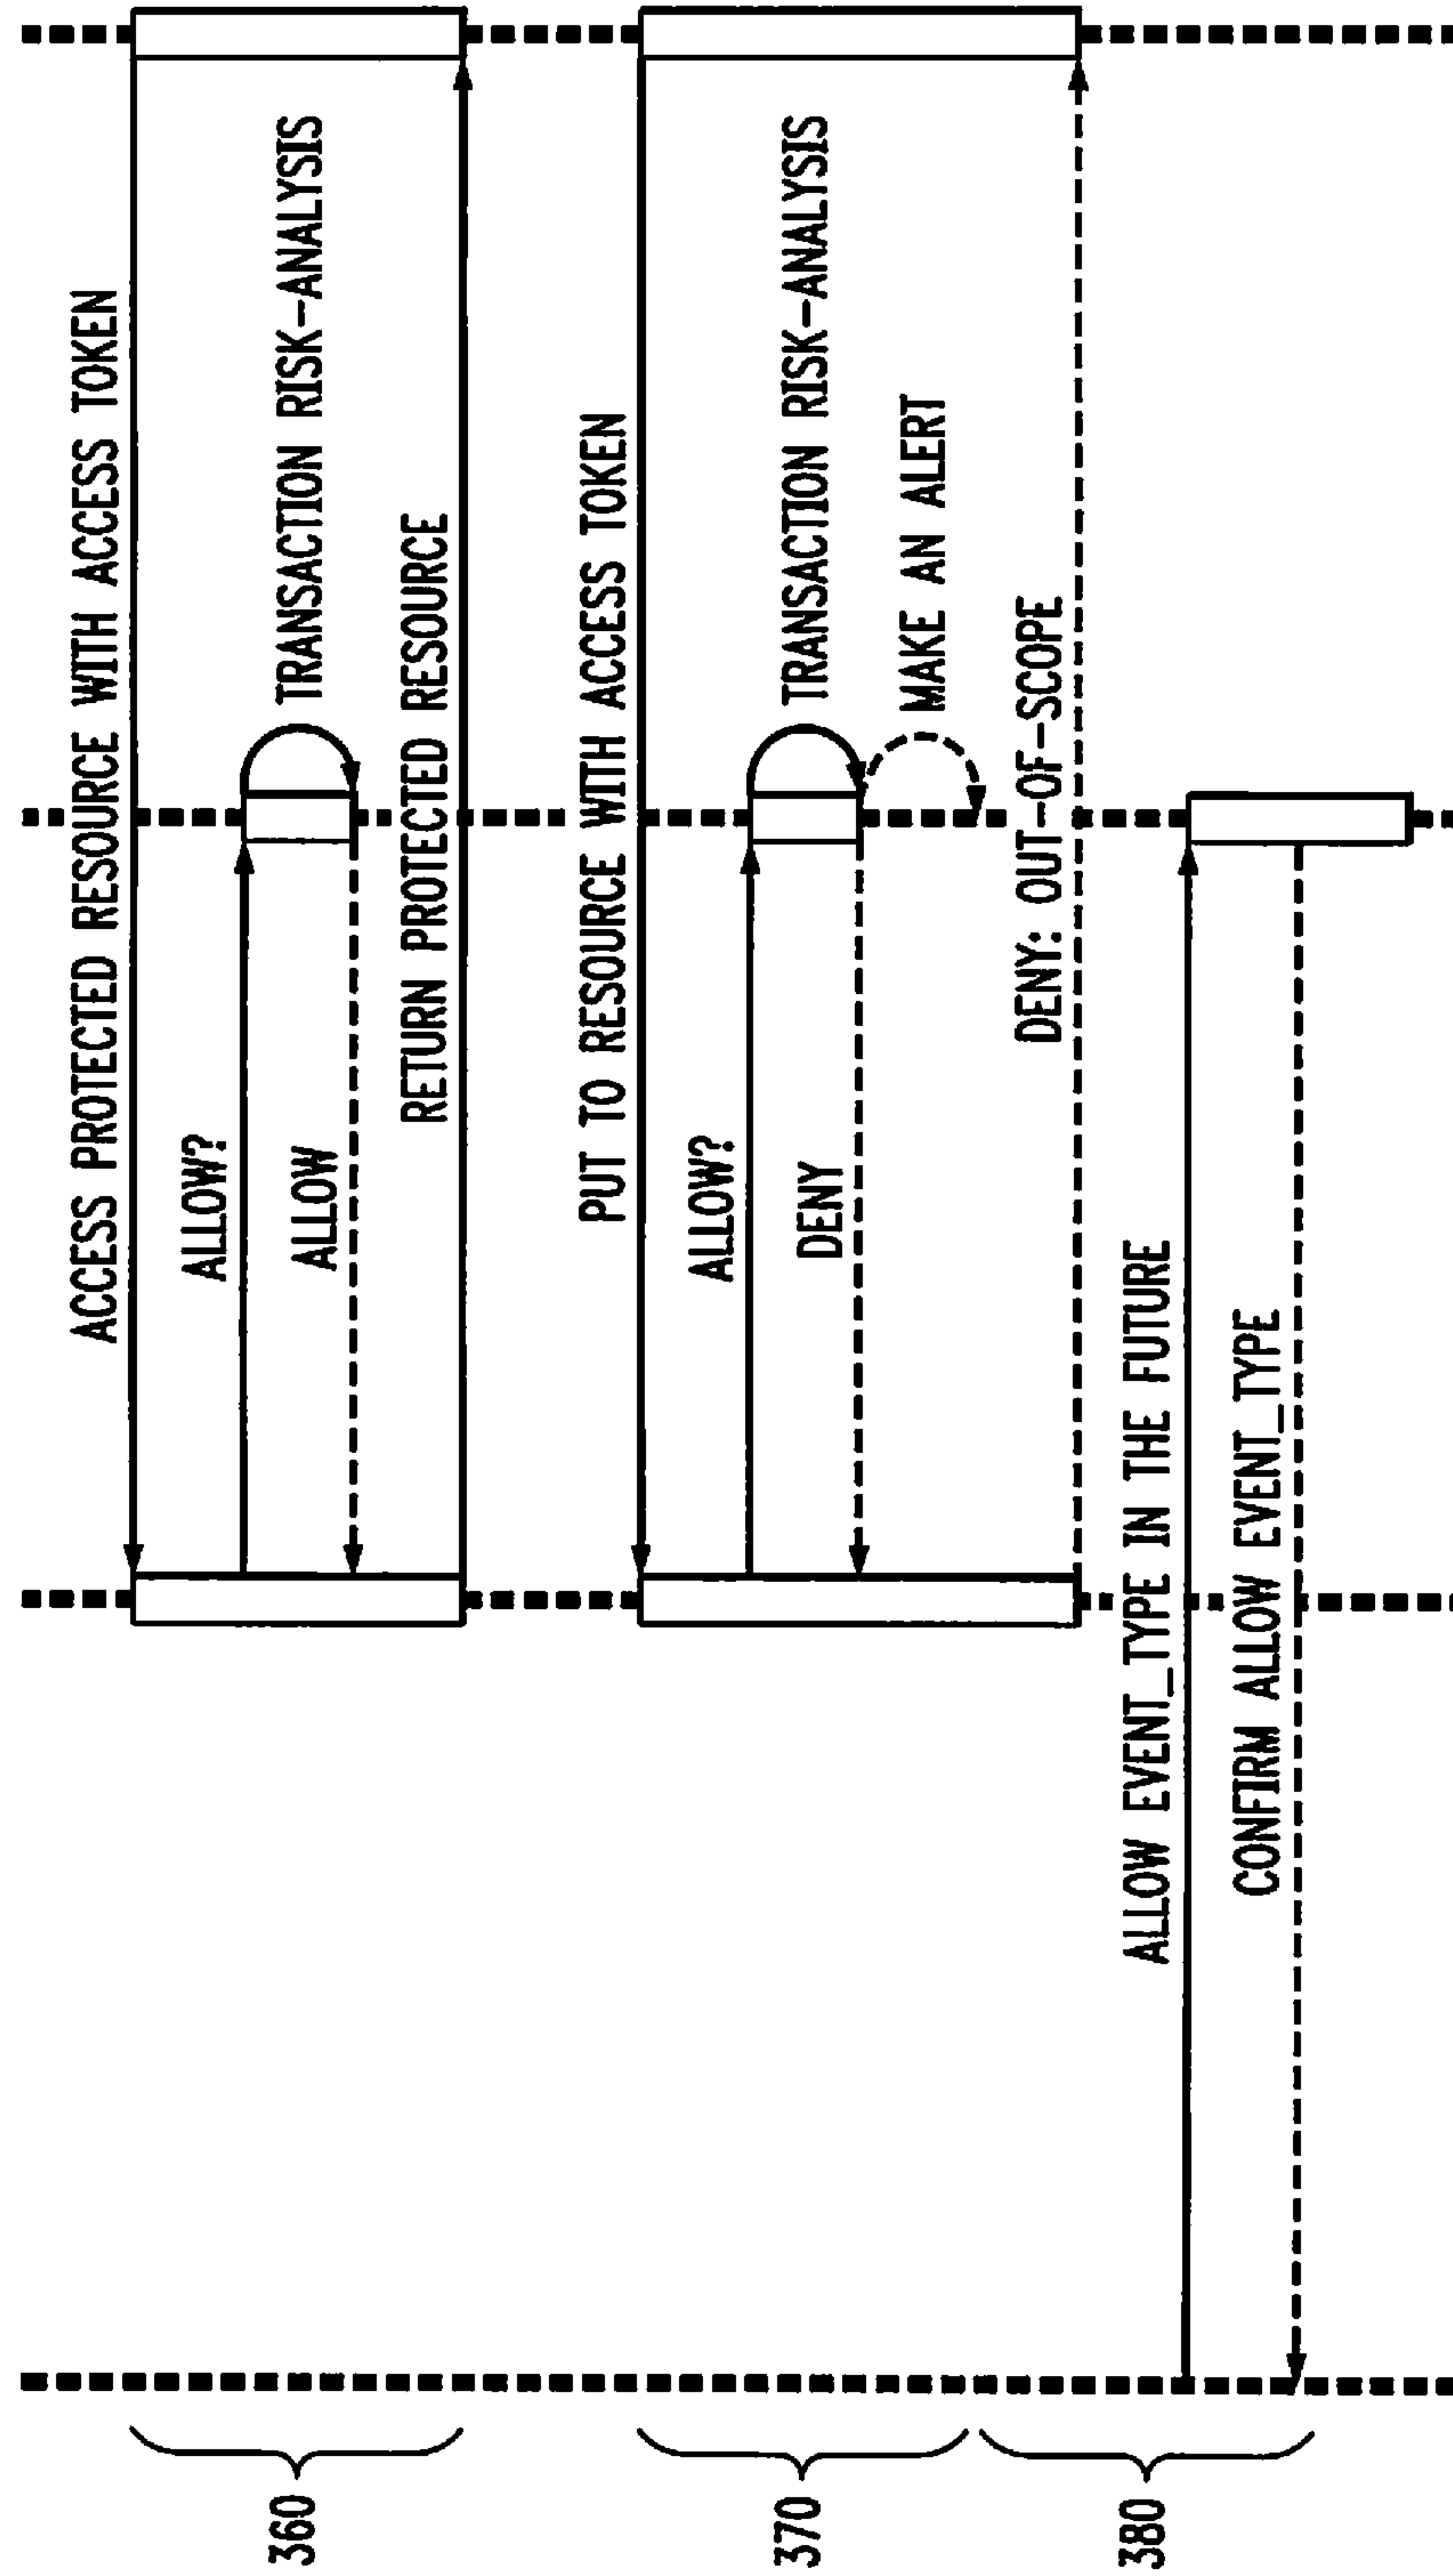 ACCESS PROTECTED RESOURCE WITH ACCESS TOKEN
ALLOW?
TRANSACTION RISK-ANALYSIS
ALLOW
RETURN PROTECTED RESOURCE
360
PUT TO RESOURCE WITH ACCESS TOKEN
ALLOW?
TRANSACTION RISK-ANALYSIS
DENY
MAKE AN ALERT
370
DENY: OUT-OF-SCOPE
ALLOW EVENT_TYPE IN THE FUTURE
380
CONFIRM ALLOW EVENT_TYPE